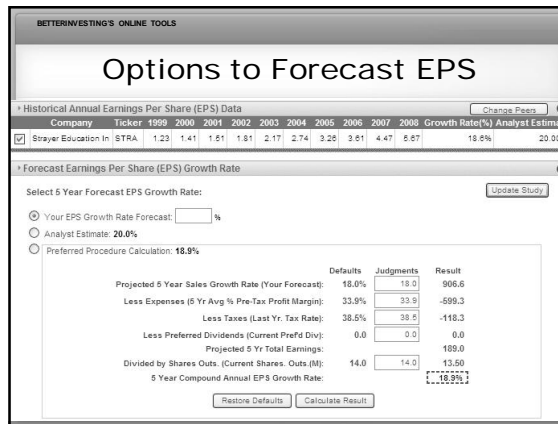 BETTERINVESTING'S ONLINE TOOLS
Options to Forecast EPS
Historical Annual Earnings Per Share (EPS) Data Change Peers
Company Ticker 1999 2000 2001 2002 2003 2004 2005 2006 2007 2008 Growth Rate(%) Analyst Estima
Strayer Education In STRA 1.23 1.41 1.51 1.81 2.17 2.74 3.26 3.61 4.47 5.67 18.6% 20.00
Forecast Earnings Per Share (EPS) Growth Rate
Select 5 Year Forecast EPS Growth Rate: Update Study
Your EPS Growth Rate Forecast: %
Analyst Estimate: 20.0%
Preferred Procedure Calculation: 18.9%
Defaults Judgments Result
Projected 5 Year Sales Growth Rate (Your Forecast): 18.0% 18.0 906.6
Less Expenses (5 Yr Avg % Pre-Tax Profit Margin): 33.9% 33.9 -599.3
Less Taxes (Last Yr. Tax Rate): 38.5% 38.5 -118.3
Less Preferred Dividends (Current Pref'd Div): 0.0 0.0 0.0
Projected 5 Yr Total Earnings: 189.0
Divided by Shares Outs. (Current Shares. Outs.(M): 14.0 14.0 13.50
5 Year Compound Annual EPS Growth Rate: 18.9%
Restore Defaults Calculate Result